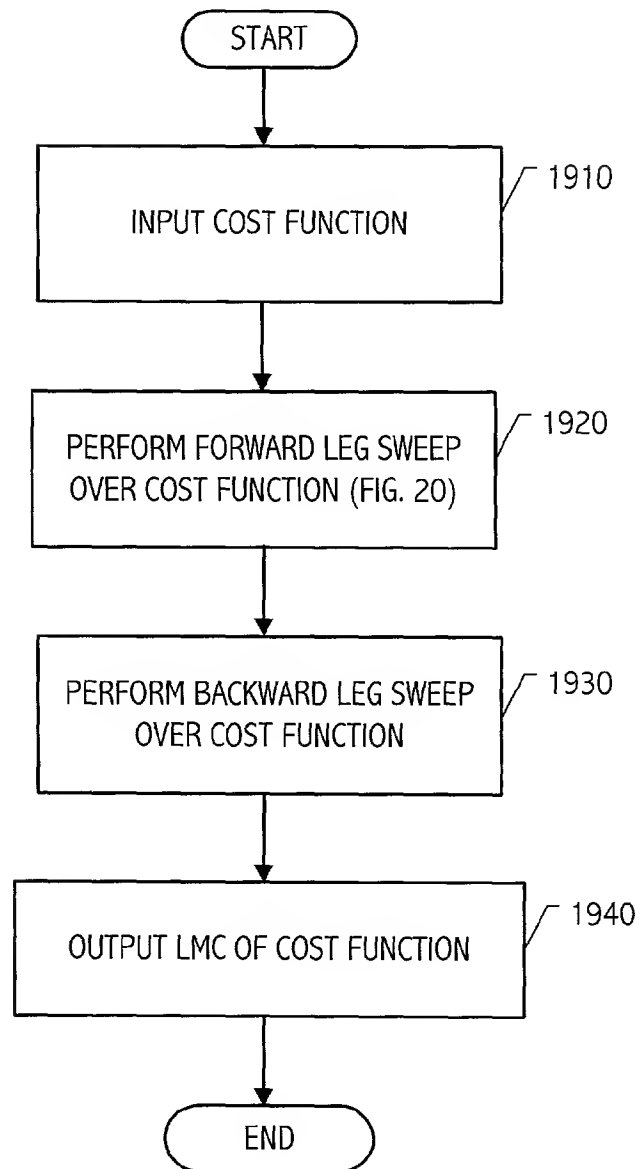 START
1910
INPUT COST FUNCTION
1920
PERFORM FORWARD LEG SWEEP
OVER COST FUNCTION (FIG. 20)
1930
PERFORM BACKWARD LEG SWEEP
OVER COST FUNCTION
1940
OUTPUT LMC OF COST FUNCTION
END